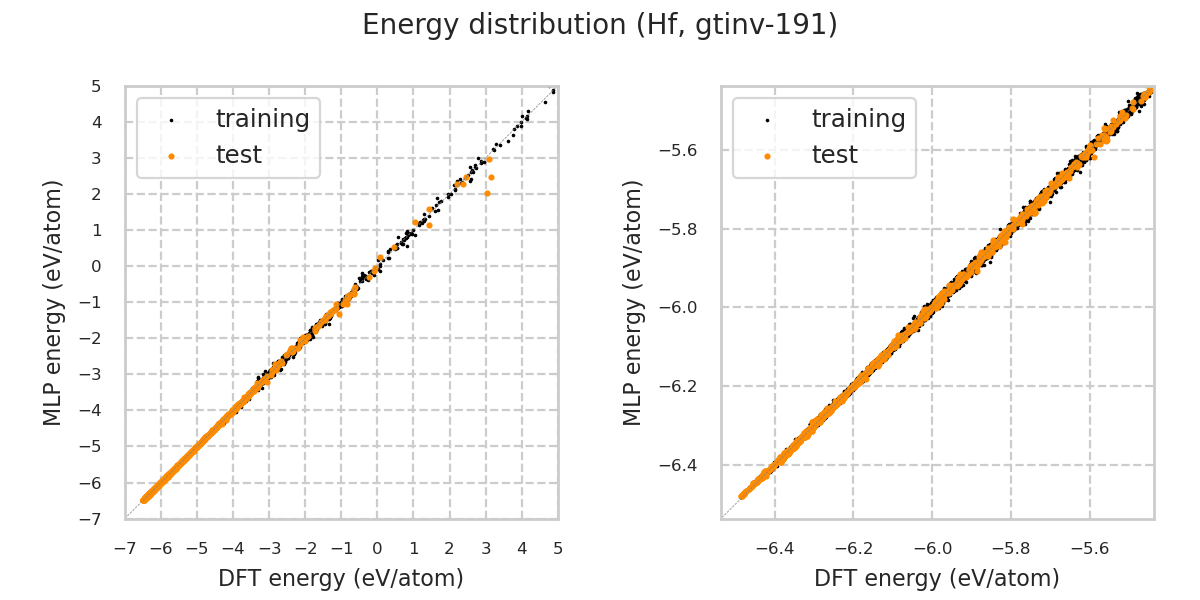 Energy distribution (Hf, gtinv-191)
training
test
5
4
3
2
1
0
−1
−2
−3
−4
−5
−6
−7
MLP energy (eV/atom)
−7 −6 −5 −4 −3 −2 −1 0 1 2 3 4 5
DFT energy (eV/atom)
training
test
−5.6
−5.8
−6.0
−6.2
−6.4
MLP energy (eV/atom)
−6.4 −6.2 −6.0 −5.8 −5.6
DFT energy (eV/atom)